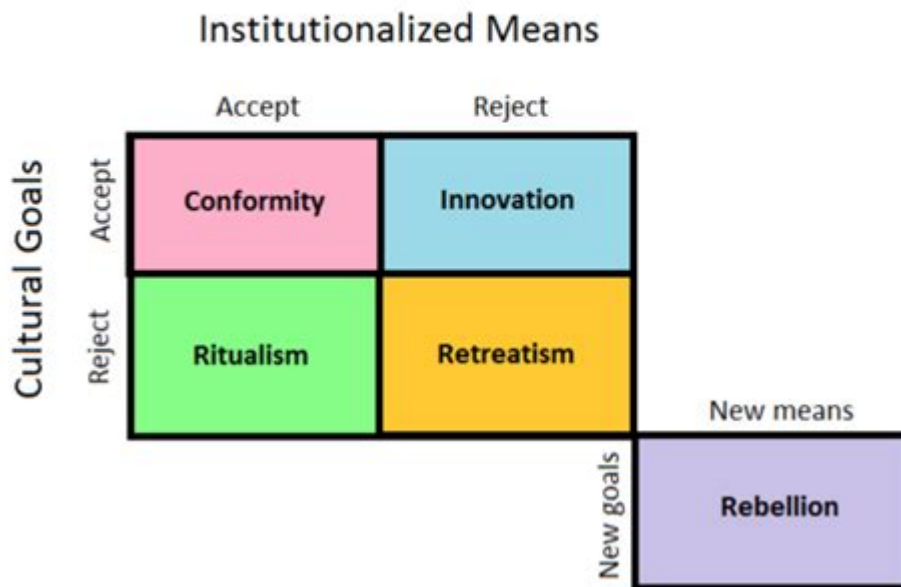 Institutionalized Means
Accept
Reject
Cultural Goals
Accept
Conformity
Innovation
Reject
Ritualism
Retreatism
New means
New goals
Rebellion